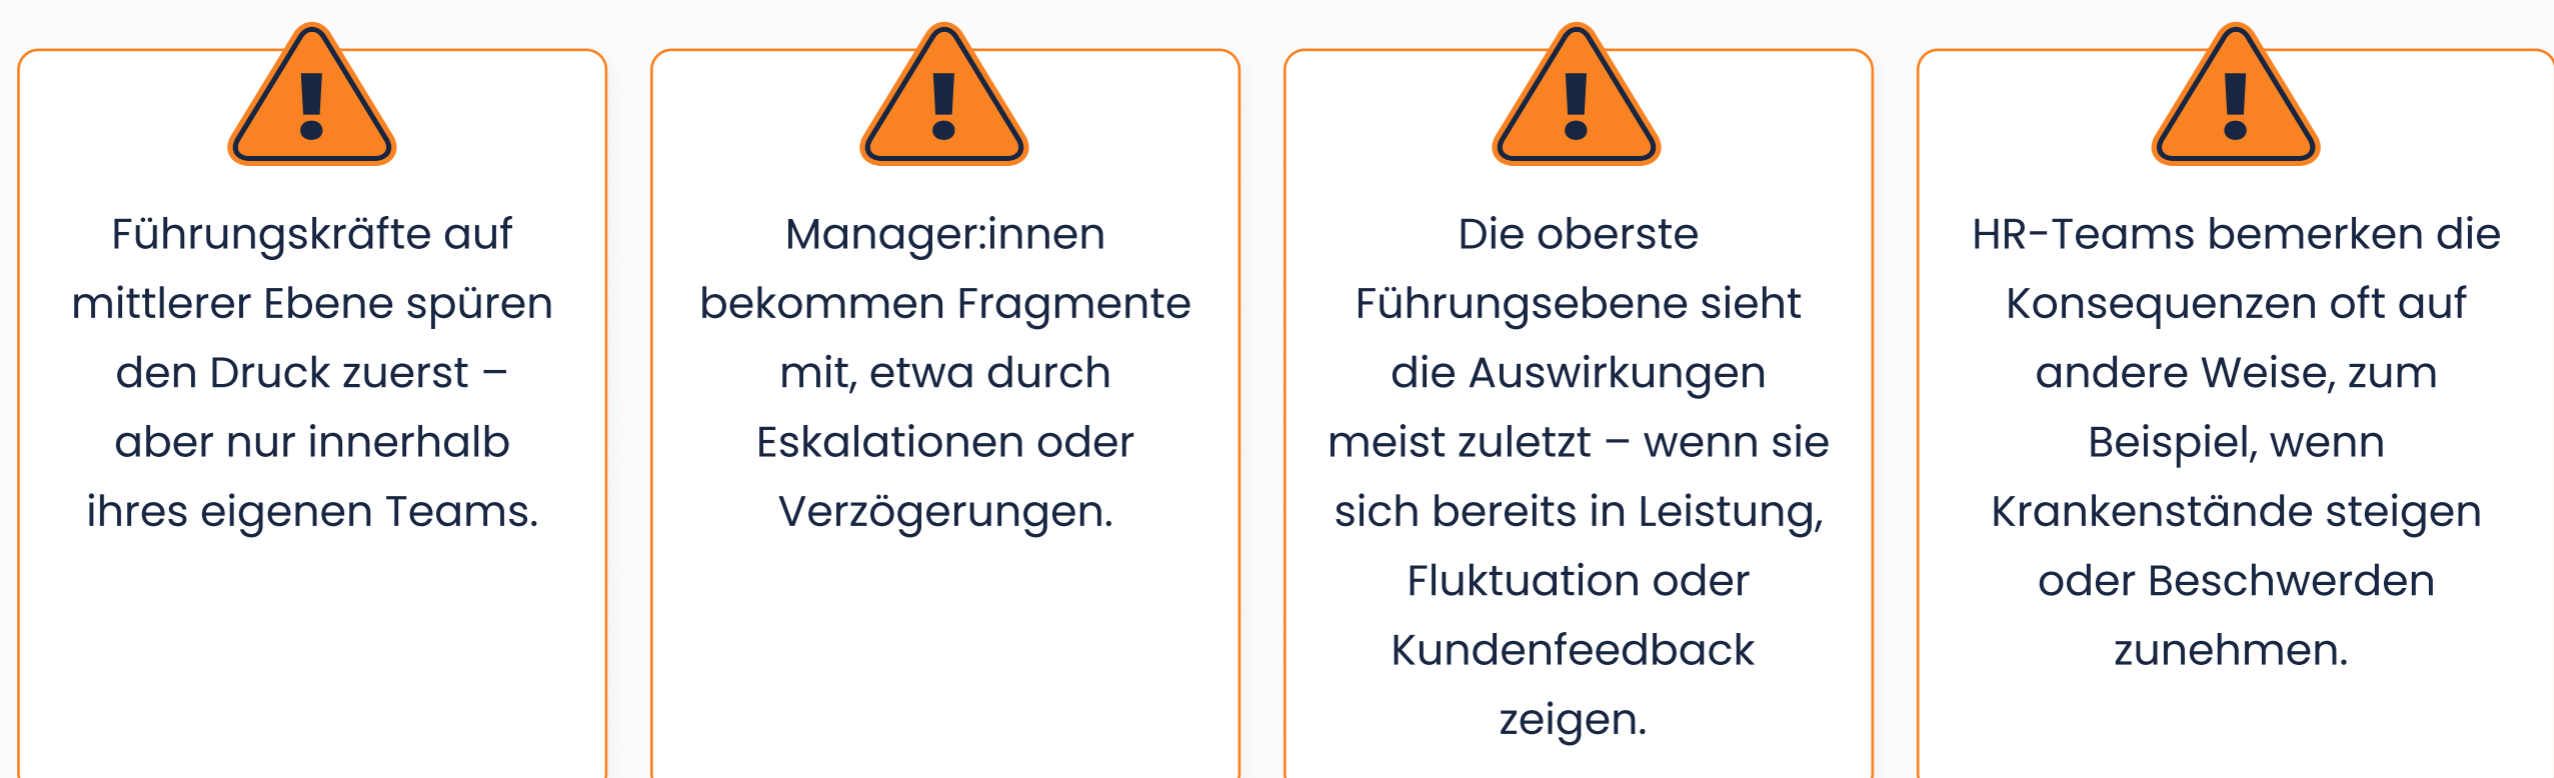 Führungskräfte auf
mittlerer Ebene spüren
den Druck zuerst –
aber nur innerhalb
ihres eigenen Teams.
Manager:innen
bekommen Fragmente
mit, etwa durch
Eskalationen oder
Verzögerungen.
Die oberste
Führungsebene sieht
die Auswirkungen
meist zuletzt – wenn sie
sich bereits in Leistung,
Fluktuation oder
Kundenfeedback
zeigen.
HR-Teams bemerken die
Konsequenzen oft auf
andere Weise, zum
Beispiel, wenn
Krankenstände steigen
oder Beschwerden
zunehmen.